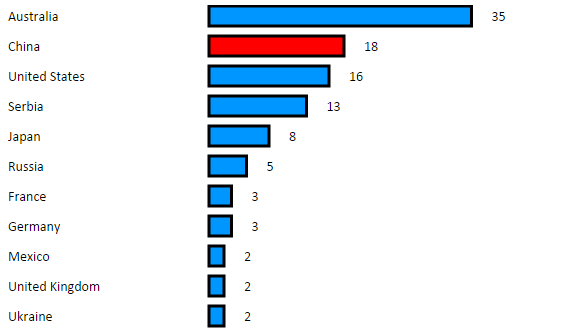 Australia 35
China 18
United States 16
Serbia 13
Japan 8
Russia 5
France 3
Germany 3
Mexico 2
United Kingdom 2
Ukraine 2